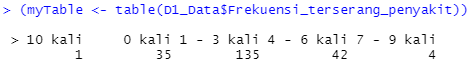 > (myTable <- table(D1_Data$Frekuensi_terserang_penyakit))
> 10 kali 0 kali 1 - 3 kali 4 - 6 kali 7 - 9 kali
1 35 135 42 4